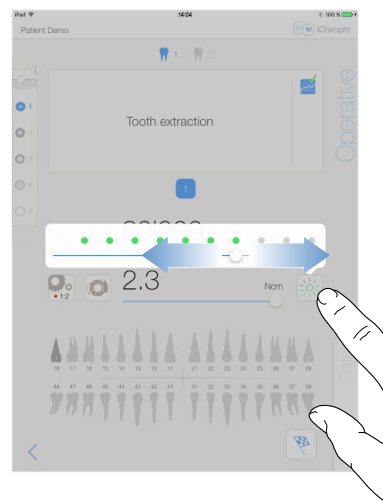 iPad 14:04 100 %
Patient Demo iChiropro
1 2
Operative
1
2
3
4
5
Tooth extraction
1
2.3 Ncm
1:2
18 17 16 15 14 13 12 11 21 22 23 24 25 26 27 28
48 47 46 45 44 43 42 41 31 32 33 34 35 36 37 38